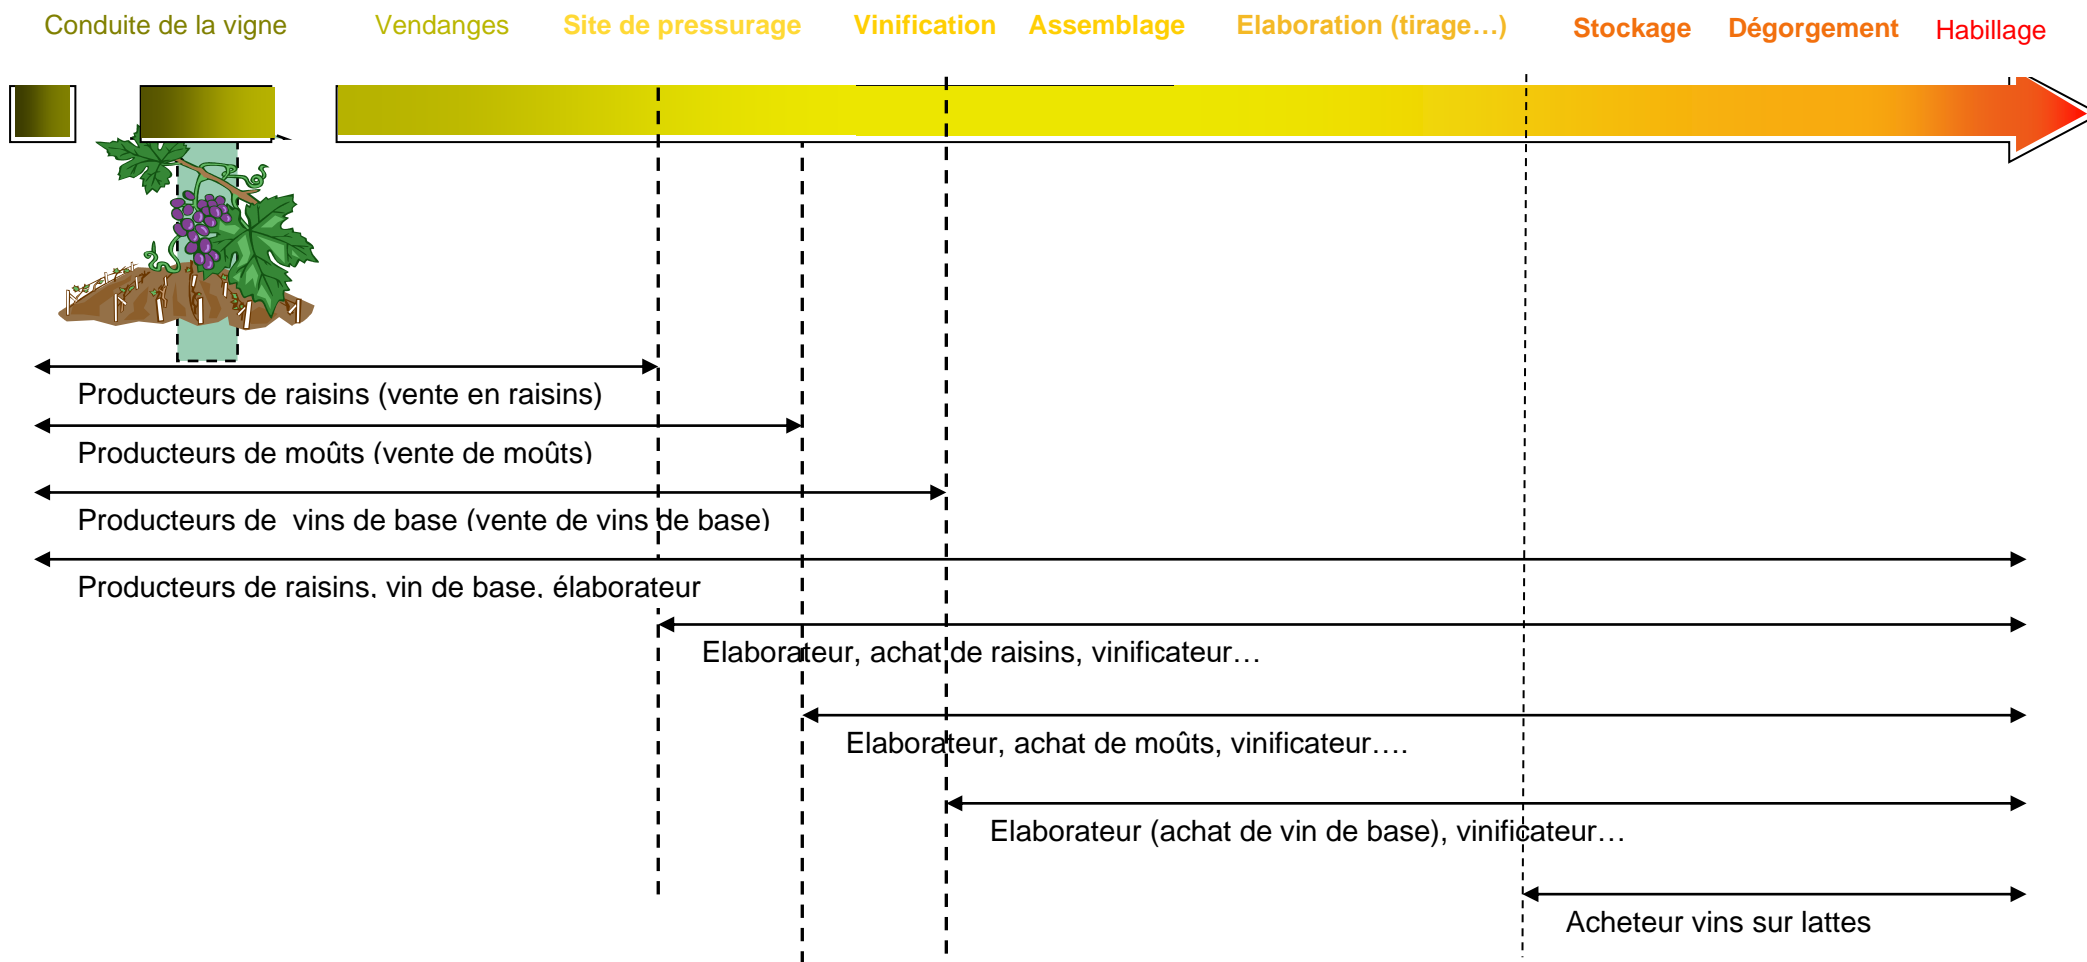 Conduite de la vigne Vendanges Site de pressurage Vinification Assemblage Elaboration (tirage…) Stockage Dégorgement Habillage
Producteurs de raisins (vente en raisins)
Producteurs de moûts (vente de moûts)
Producteurs de vins de base (vente de vins de base)
Producteurs de raisins, vin de base, élaborateur
Elaborateur, achat de raisins, vinificateur…
Elaborateur, achat de moûts, vinificateur….
Elaborateur (achat de vin de base), vinificateur…
Acheteur vins sur lattes